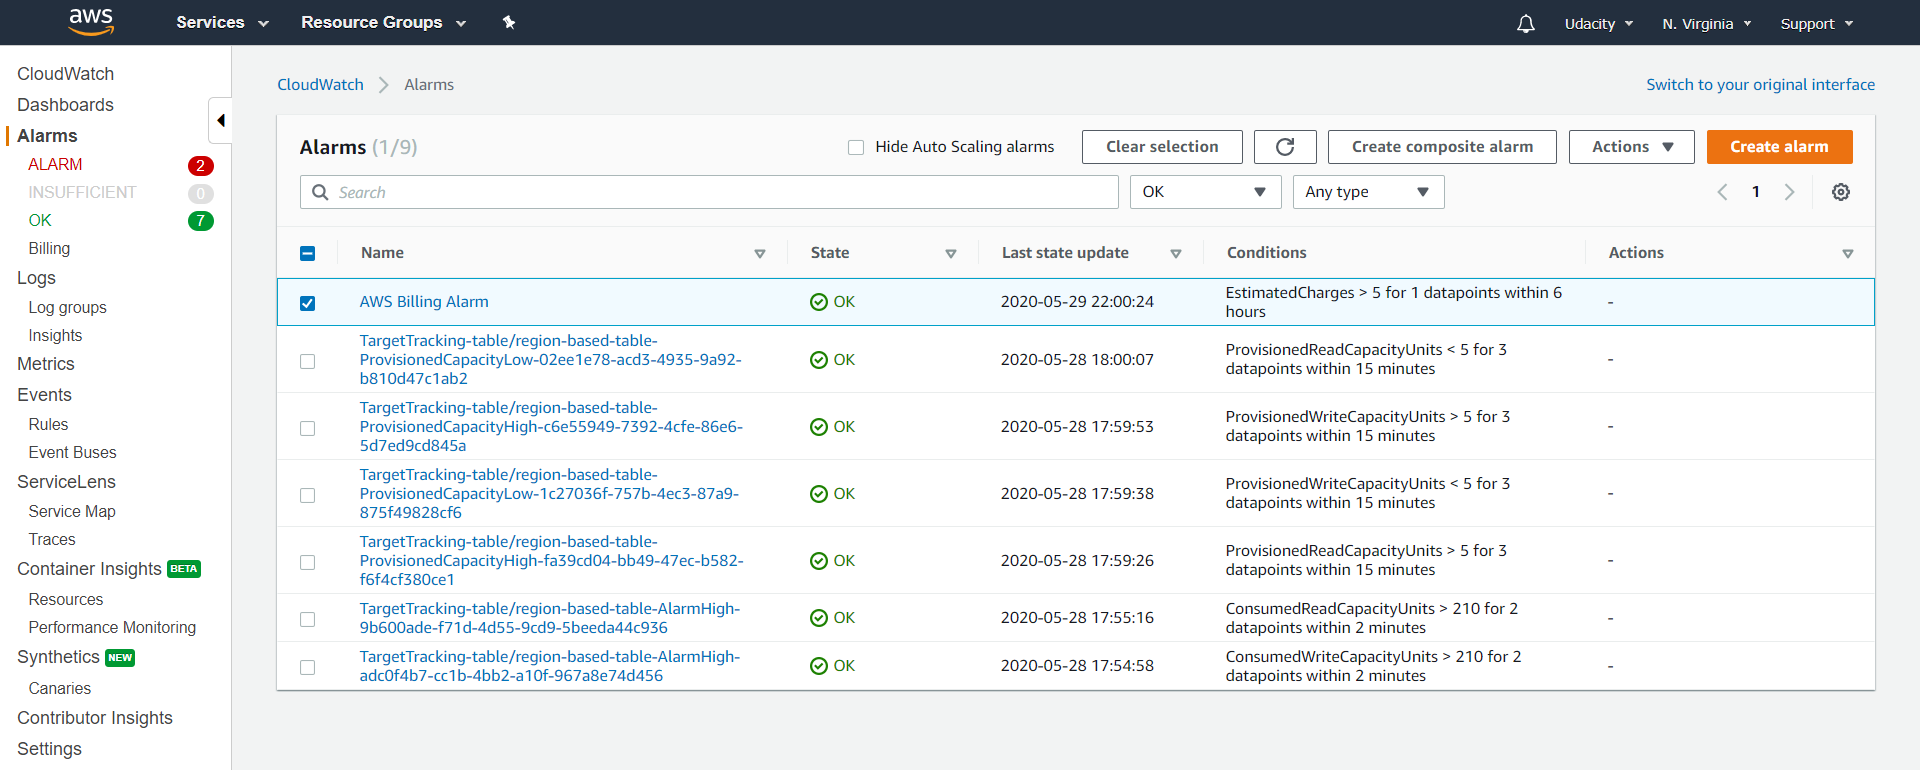 aws Services Resource Groups Udacity N. Virginia Support
CloudWatch
Dashboards
Alarms
ALARM 2
INSUFFICIENT 0
OK 7
Billing
Logs
Log groups
Insights
Metrics
Events
Rules
Event Buses
ServiceLens
Service Map
Traces
Container Insights BETA
Resources
Performance Monitoring
Synthetics NEW
Canaries
Contributor Insights
Settings
CloudWatch Alarms Switch to your original interface
Alarms (1/9) Hide Auto Scaling alarms Clear selection Create composite alarm Actions Create alarm
Search OK Any type 1
Name State Last state update Conditions Actions
AWS Billing Alarm OK 2020-05-29 22:00:24 EstimatedCharges > 5 for 1 datapoints within 6 -
hours
TargetTracking-table/region-based-table-
ProvisionedCapacityLow-02ee1e78-acd3-4935-9a92-
b810d47c1ab2
OK 2020-05-28 18:00:07
ProvisionedReadCapacityUnits < 5 for 3
datapoints within 15 minutes
-
TargetTracking-table/region-based-table-
ProvisionedCapacityHigh-c6e55949-7392-4cfe-86e6-
5d7ed9cd845a
OK 2020-05-28 17:59:53
ProvisionedWriteCapacityUnits > 5 for 3
datapoints within 15 minutes
-
TargetTracking-table/region-based-table-
ProvisionedCapacityLow-1c27036f-757b-4ec3-87a9-
875f49828cf6
OK 2020-05-28 17:59:38
ProvisionedWriteCapacityUnits < 5 for 3
datapoints within 15 minutes
-
TargetTracking-table/region-based-table-
ProvisionedCapacityHigh-fa39cd04-bb49-47ec-b582-
f6f4cf380ce1
OK 2020-05-28 17:59:26
ProvisionedReadCapacityUnits > 5 for 3
datapoints within 15 minutes
-
TargetTracking-table/region-based-table-AlarmHigh-
9b600ade-f71d-4d55-9cd9-5beeda44c936
OK 2020-05-28 17:55:16
ConsumedReadCapacityUnits > 210 for 2
datapoints within 2 minutes
-
TargetTracking-table/region-based-table-AlarmHigh-
adc0f4b7-cc1b-4bb2-a10f-967a8e74d456
OK 2020-05-28 17:54:58
ConsumedWriteCapacityUnits > 210 for 2
datapoints within 2 minutes
-